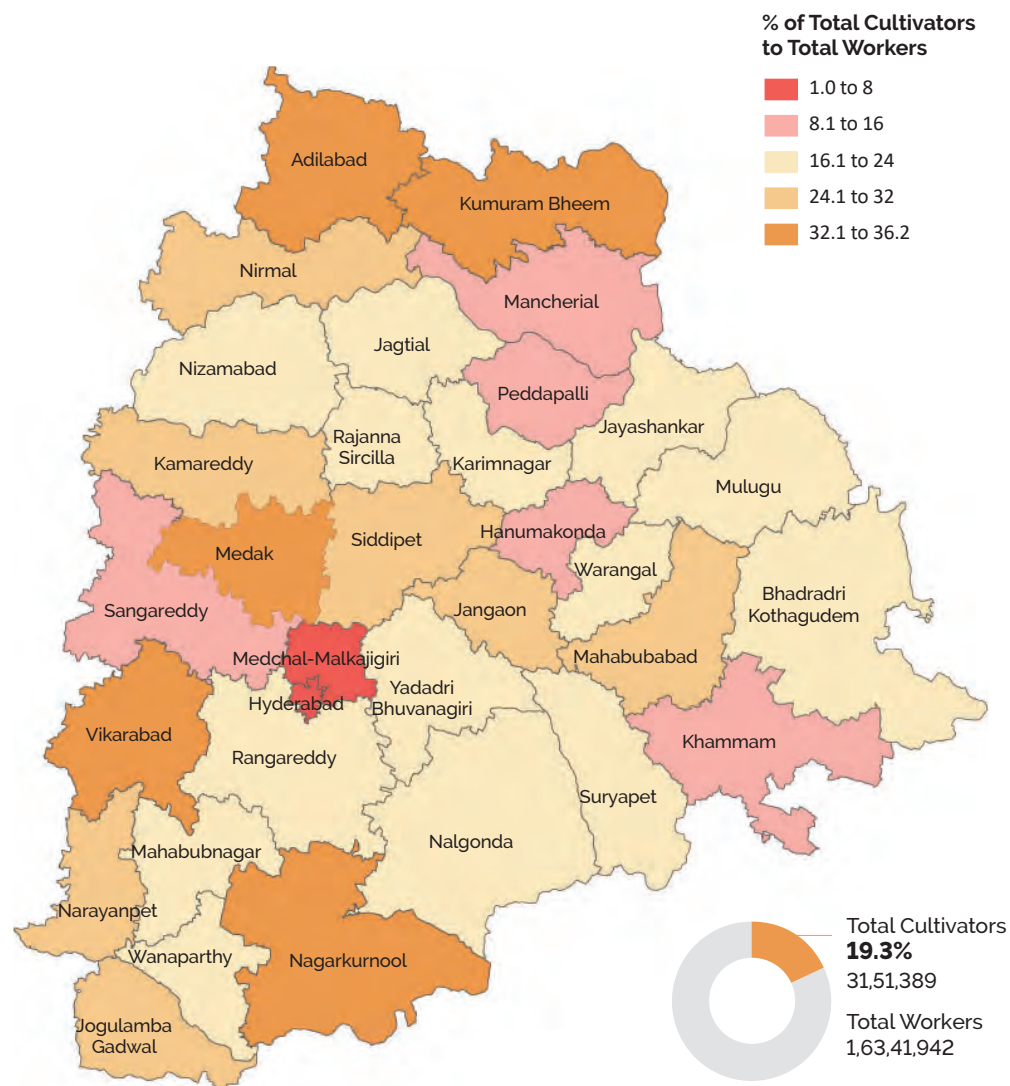 % of Total Cultivators
to Total Workers
1.0 to 8
8.1 to 16
16.1 to 24
24.1 to 32
32.1 to 36.2
Adilabad
Kumuram Bheem
Nirmal
Mancherial
Jagtial
Nizamabad
Peddapalli
Jayashankar
Rajanna
Sircilla
Kamareddy
Karimnagar
Mulugu
Hanumakonda
Siddipet
Medak
Warangal
Bhadradri
Kothagudem
Sangareddy
Jangaon
Medchal-Malkajigiri
Mahabubabad
Yadadri
Bhuvanagiri
Hyderabad
Vikarabad
Khammam
Rangareddy
Suryapet
Nalgonda
Mahabubnagar
Narayanpet
Wanaparthy
Nagarkurnool
Jogulamba
Gadwal
Total Cultivators
19.3%
31,51,389
Total Workers
1,63,41,942